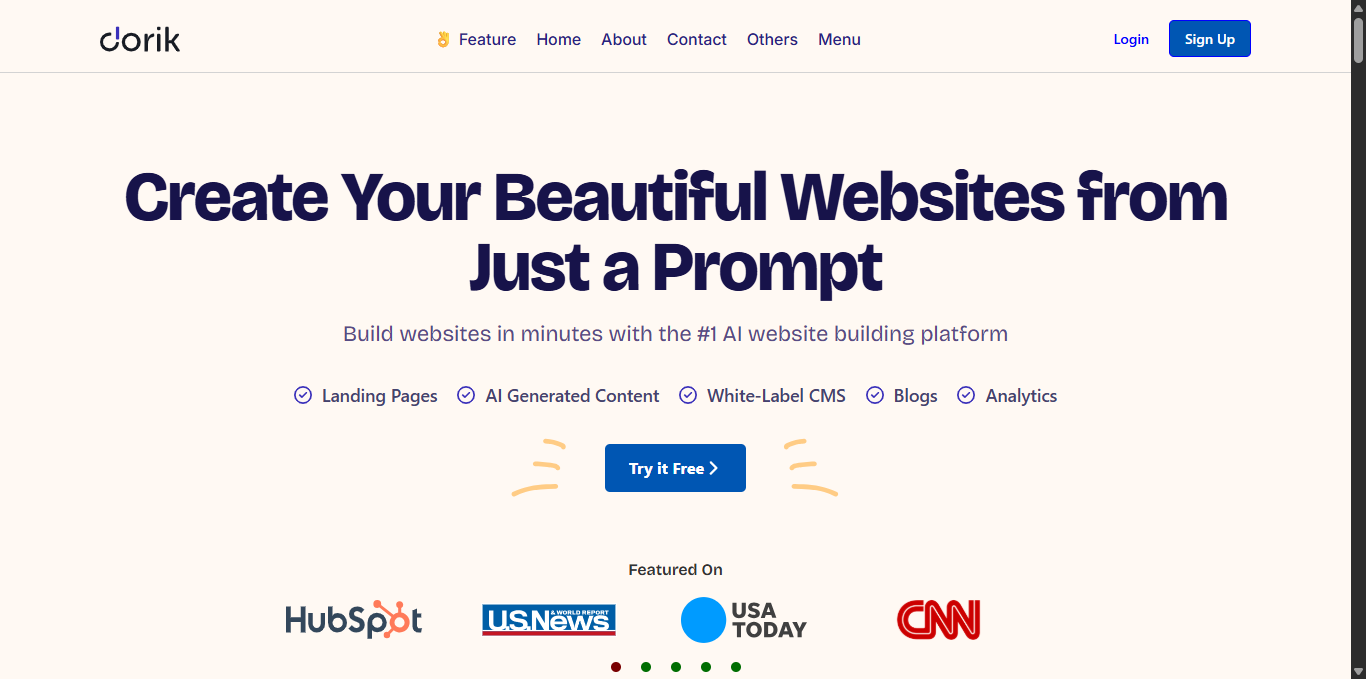 dorik
👌 Feature Home About Contact Others Menu
Login
Sign Up
Create Your Beautiful Websites from
Just a Prompt
Build websites in minutes with the #1 AI website building platform
Landing Pages AI Generated Content White-Label CMS Blogs Analytics
Try it Free
Featured On
HubSpot
U.S.News
& WORLD REPORT
USA
TODAY
CNN